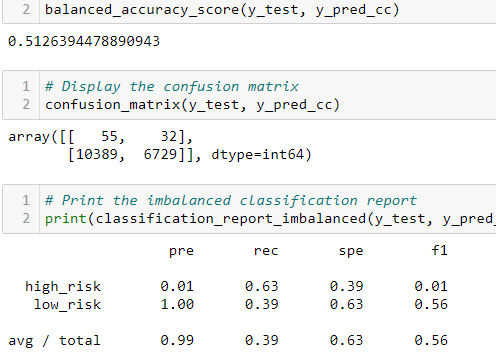 2 balanced_accuracy_score(y_test, y_pred_cc)
0.5126394478890943
1 # Display the confusion matrix
2 confusion_matrix(y_test, y_pred_cc)
array([[   55,    32],
       [10389,  6729]], dtype=int64)
1 # Print the imbalanced classification report
2 print(classification_report_imbalanced(y_test, y_pred_
pre rec spe f1
high_risk 0.01 0.63 0.39 0.01
low_risk 1.00 0.39 0.63 0.56
avg / total 0.99 0.39 0.63 0.56